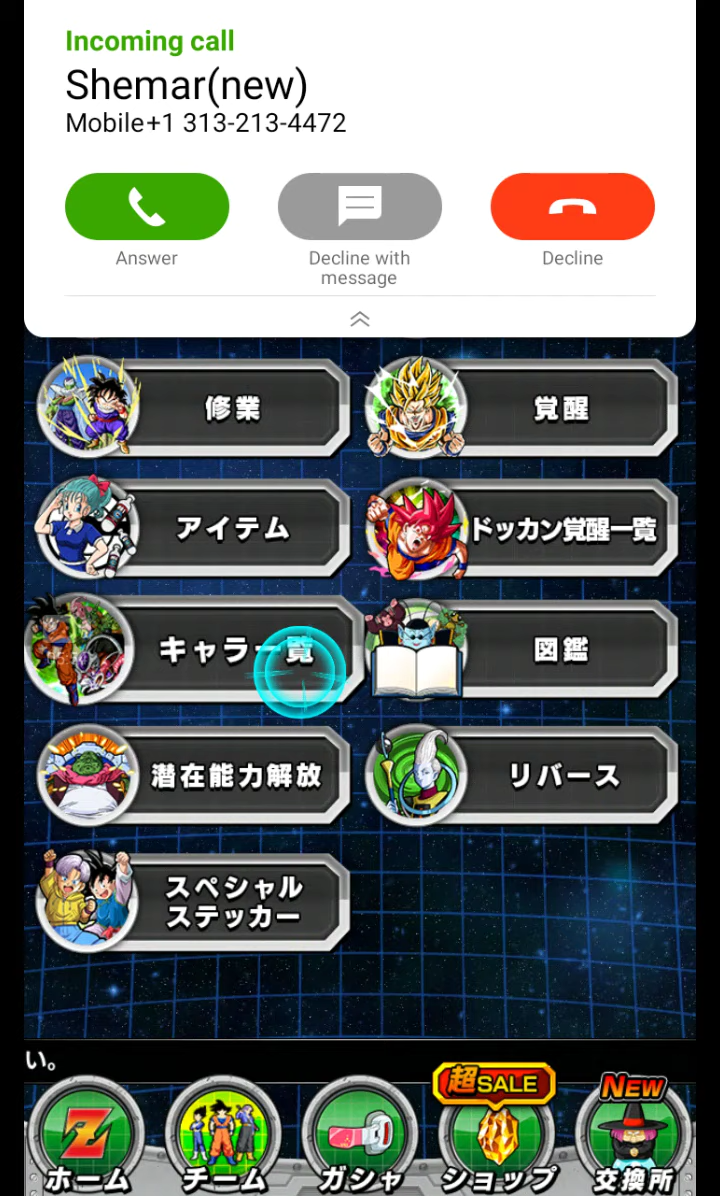 Incoming call
Shemar(new)
Mobile+1 313-213-4472
Answer
Decline with
message
Decline
修業
覚醒
アイテム
ドッカン覚醒一覧
キャラ一覧
図鑑
潜在能力解放
リバース
スペシャル
ステッカー
い。
超SALE
NEW
ホーム
チーム
ガシャ
ショップ
交換所